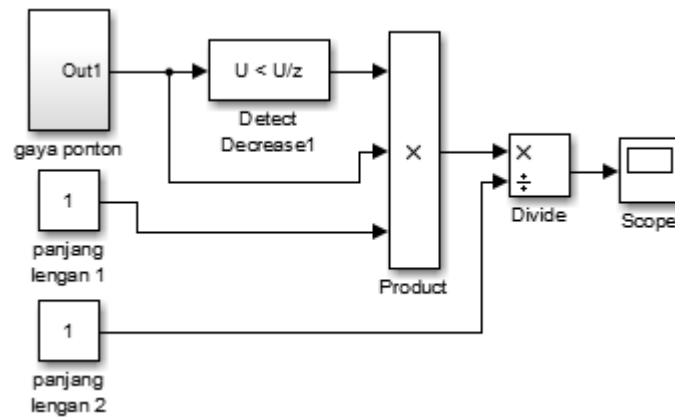 Out1
gaya ponton
U < U/z
Detect
Decrease1
1
panjang
lengan 1
1
panjang
lengan 2
×
Product
×
÷
Divide
Scope